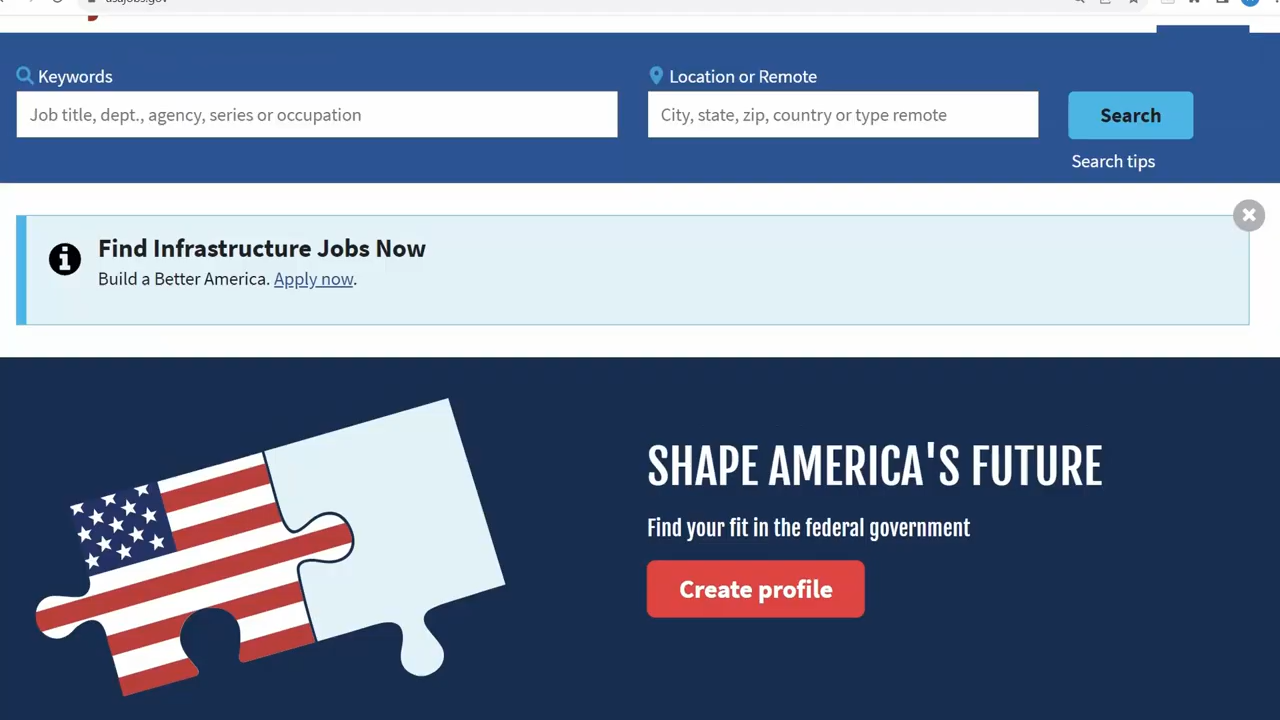 Keywords
Location or Remote
Job title, dept., agency, series or occupation
City, state, zip, country or type remote
Search
Search tips
Find Infrastructure Jobs Now
Build a Better America. Apply now.
SHAPE AMERICA'S FUTURE
Find your fit in the federal government
Create profile